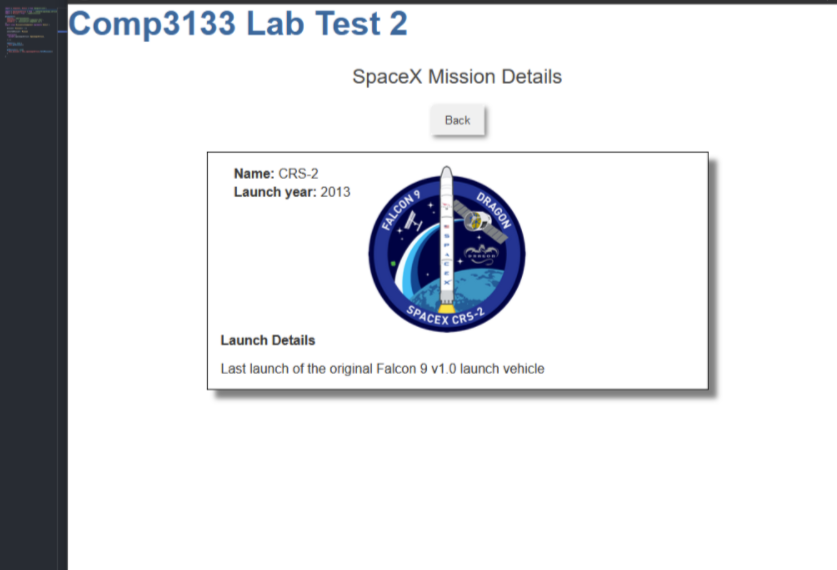 Comp3133 Lab Test 2
SpaceX Mission Details
Back
Name: CRS-2
Launch year: 2013
FALCON 9
DRAGON
SPACEX
DRAGON
SPACEX CRS-2
Launch Details
Last launch of the original Falcon 9 v1.0 launch vehicle